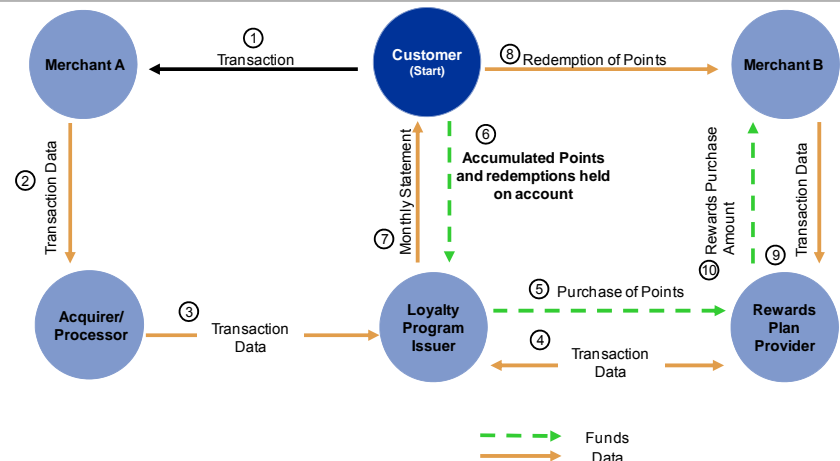 1
Transaction
Merchant A
Customer
(Start)
8
Redemption of Points
Merchant B
2
Transaction Data
7
Monthly Statement
6
Accumulated Points
and redemptions held
on account
Rewards Purchase
Amount
10
9
Transaction Data
Acquirer/
Processor
3
Transaction
Data
Loyalty
Program
Issuer
5
Purchase of Points
4
Transaction
Data
Rewards
Plan
Provider
Funds
Data